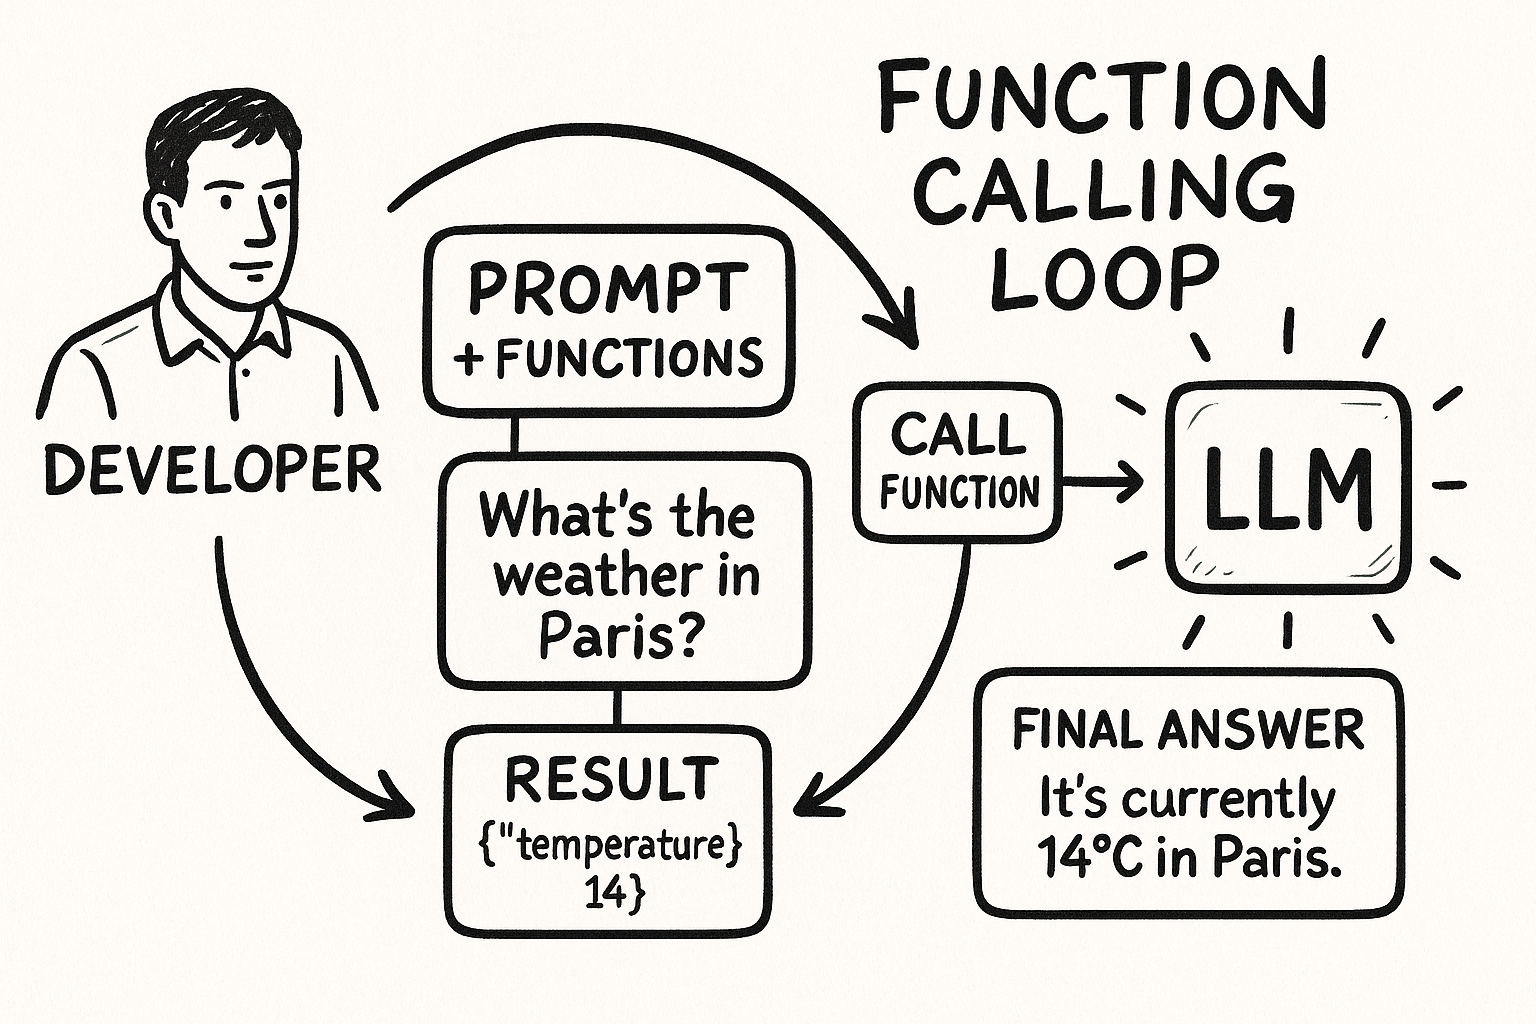 FUNCTION
CALLING
LOOP
DEVELOPER
PROMPT
+ FUNCTIONS
What's the
weather in
Paris?
CALL
FUNCTION
LLM
RESULT
{"temperature}
14}
FINAL ANSWER
It's currently
14°C in Paris.